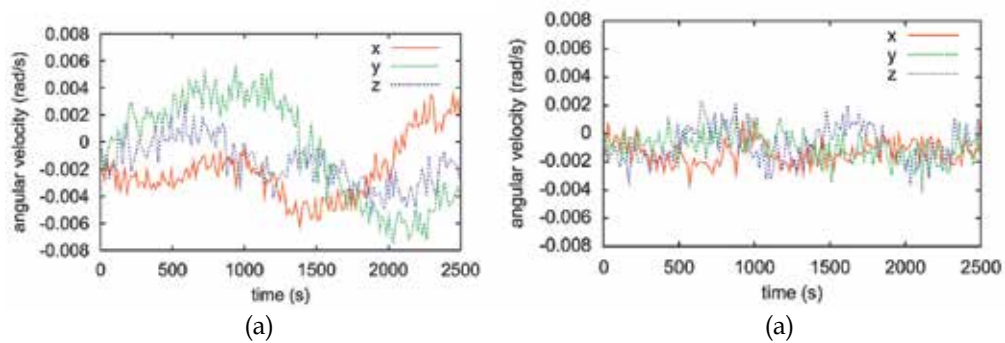 0.008
0.006
0.004
0.002
0
-0.002
-0.004
-0.006
-0.008
angular velocity (rad/s)
x
y
z
0 500 1000 1500 2000 2500
time (s)
(a)
0.008
0.006
0.004
0.002
0
-0.002
-0.004
-0.006
-0.008
angular velocity (rad/s)
x
y
z
0 500 1000 1500 2000 2500
time (s)
(a)